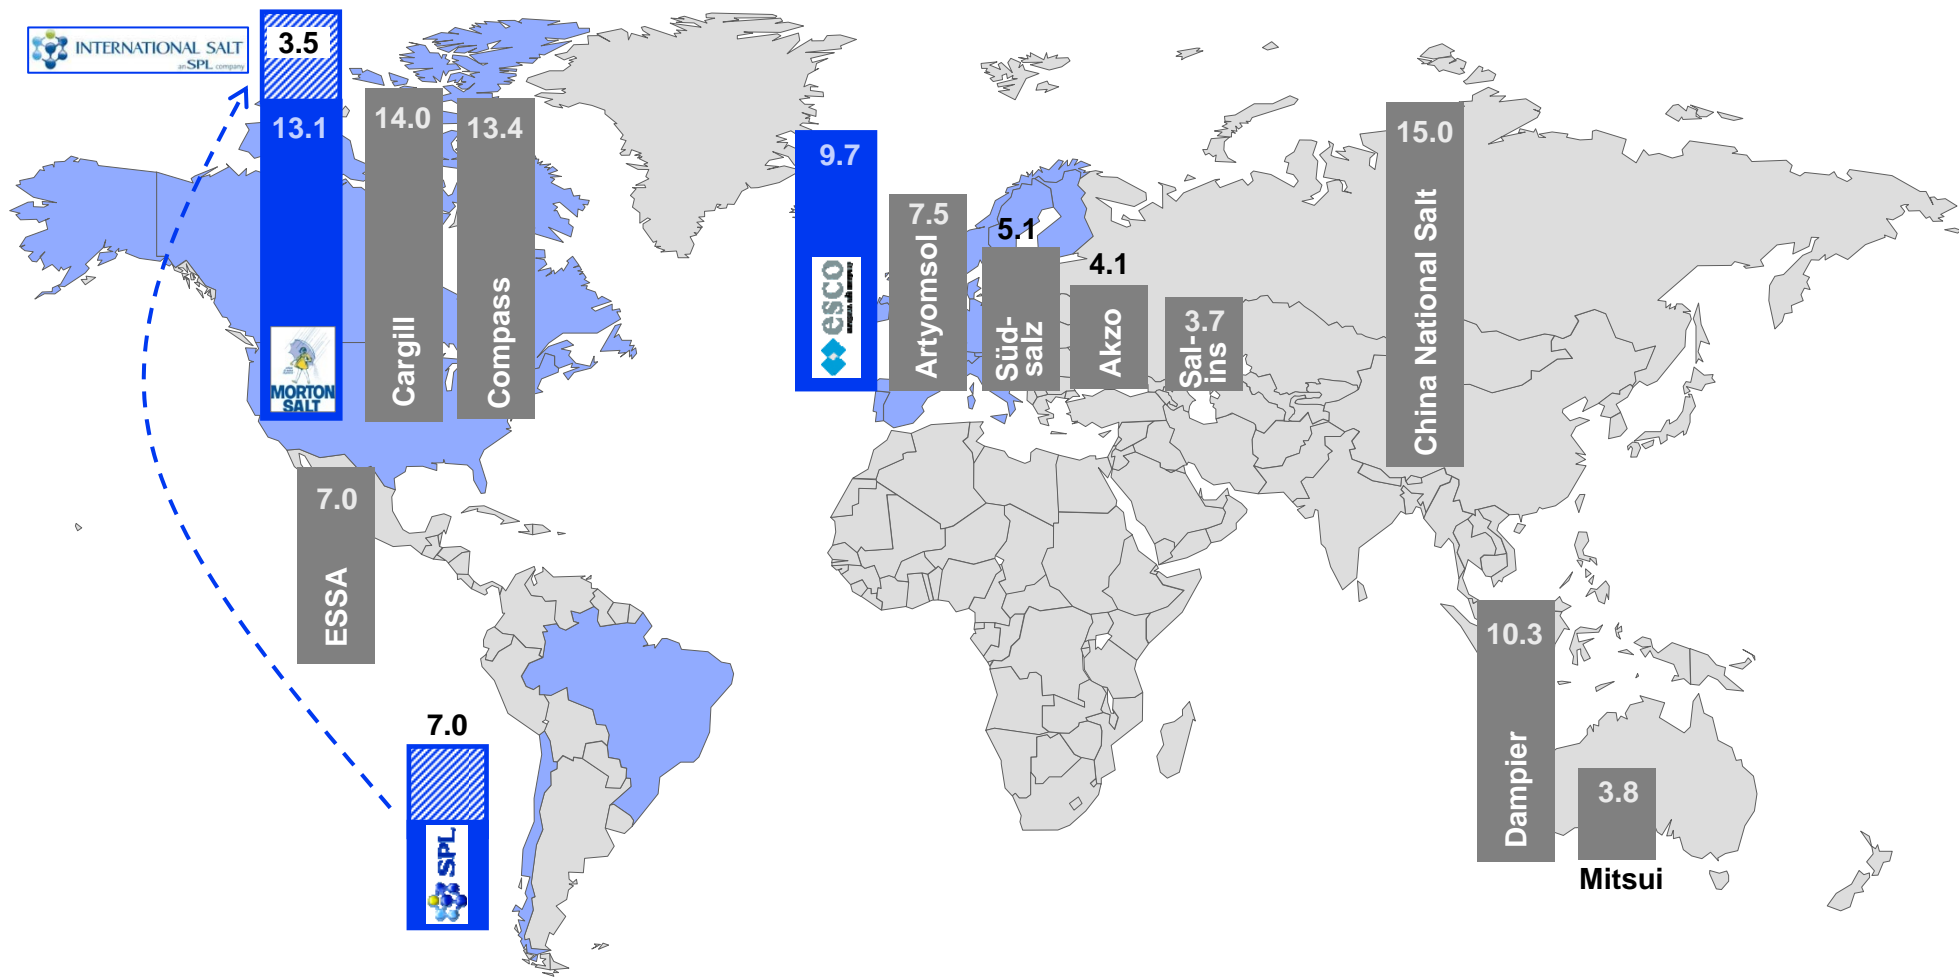 INTERNATIONAL SALT
an SPL company
3.5
13.1
MORTON
SALT
14.0
Cargill
13.4
Compass
7.0
ESSA
7.0
SPL
9.7
esco
7.5
Artyomsol
5.1
Süd-
salz
4.1
Akzo
3.7
Sal-
ins
15.0
China National Salt
10.3
Dampier
3.8
Mitsui